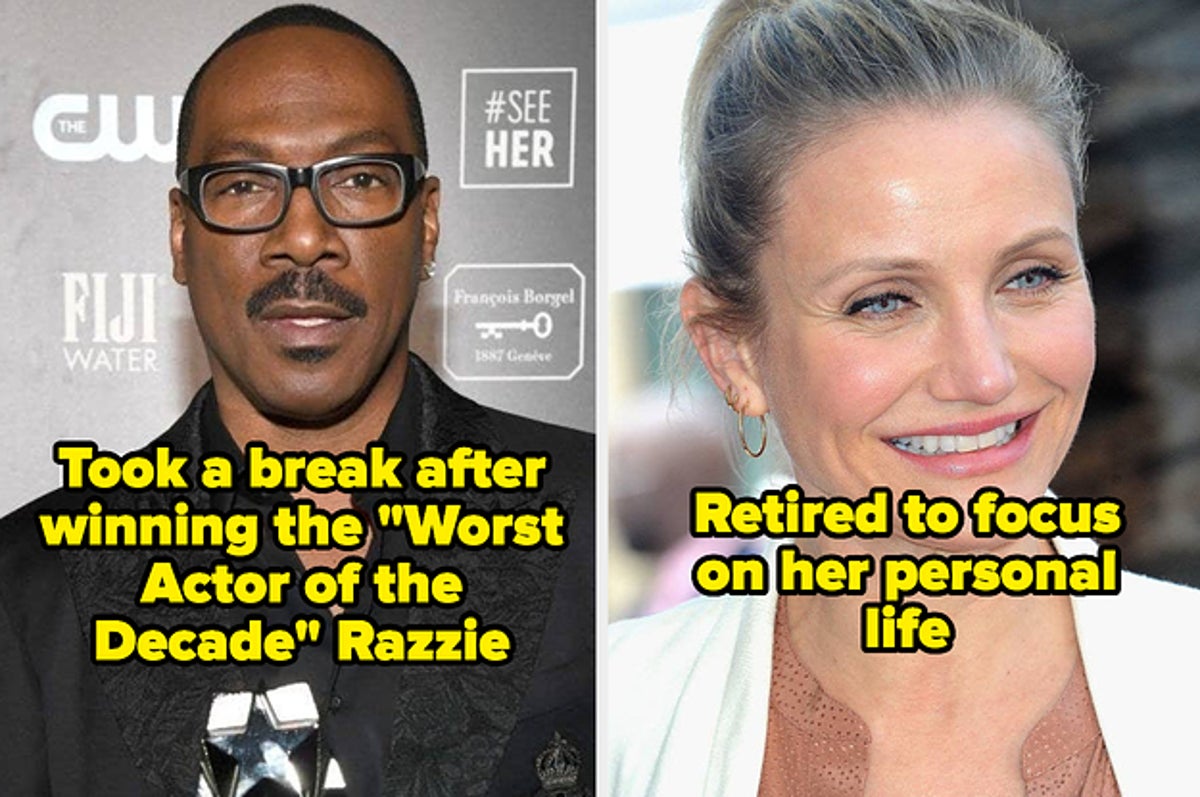 THE CW
#SEE
HER
FIJI
WATER
François Borgel
1887 Genève
Took a break after
winning the "Worst
Actor of the
Decade" Razzie
Retired to focus
on her personal
life